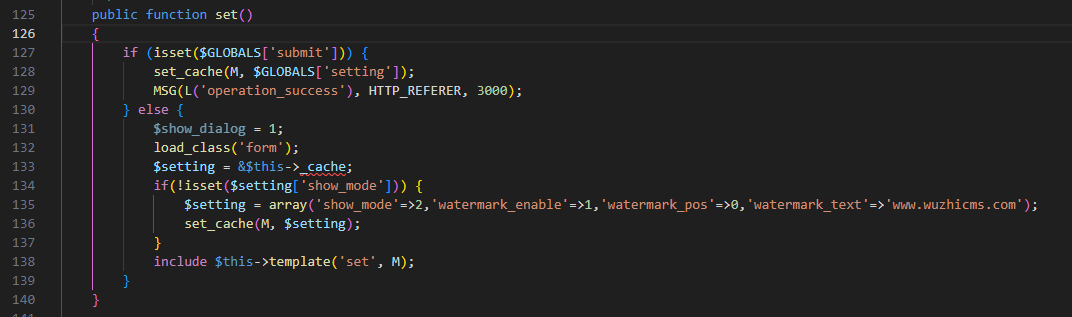 125 public function set()
126 {
127 if (isset($GLOBALS['submit'])) {
128 set_cache(M, $GLOBALS['setting']);
129 MSG(L('operation_success'), HTTP_REFERER, 3000);
130 } else {
131 $show_dialog = 1;
132 load_class('form');
133 $setting = &$this->_cache;
134 if(!isset($setting['show_mode'])) {
135 $setting = array('show_mode'=>2,'watermark_enable'=>1,'watermark_pos'=>0,'watermark_text'=>'www.wuzhicms.com');
136 set_cache(M, $setting);
137 }
138 include $this->template('set', M);
139 }
140 }
141